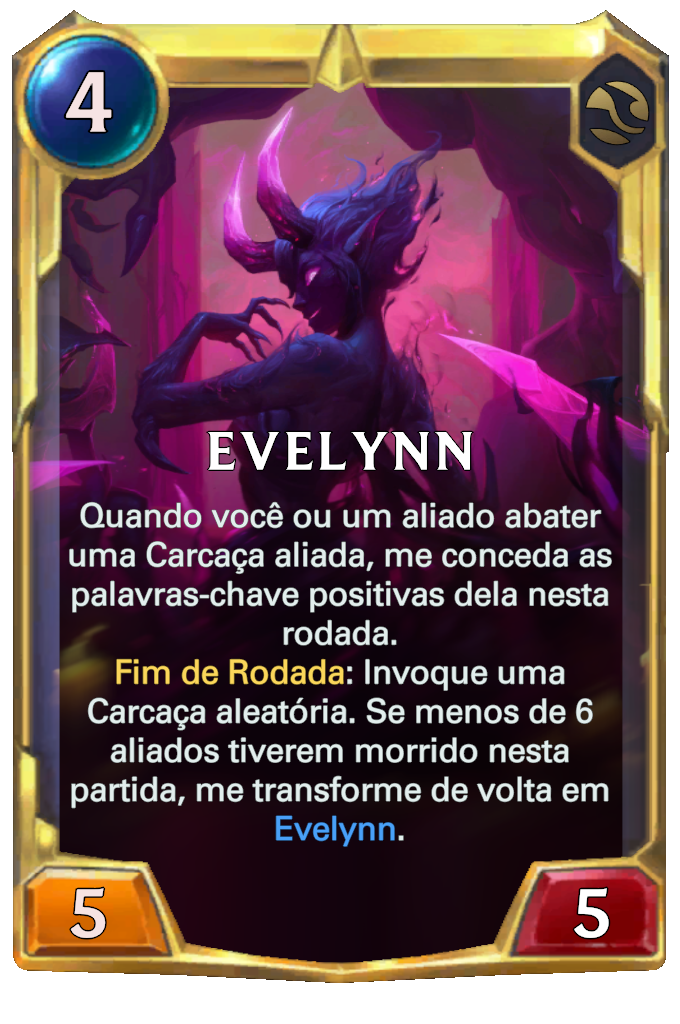 4
EVELYNN
Quando você ou um aliado abater
uma Carcaça aliada, me conceda as
palavras-chave positivas dela nesta
rodada.
Fim de Rodada: Invoque uma
Carcaça aleatória. Se menos de 6
aliados tiverem morrido nesta
partida, me transforme de volta em
Evelynn.
5
5